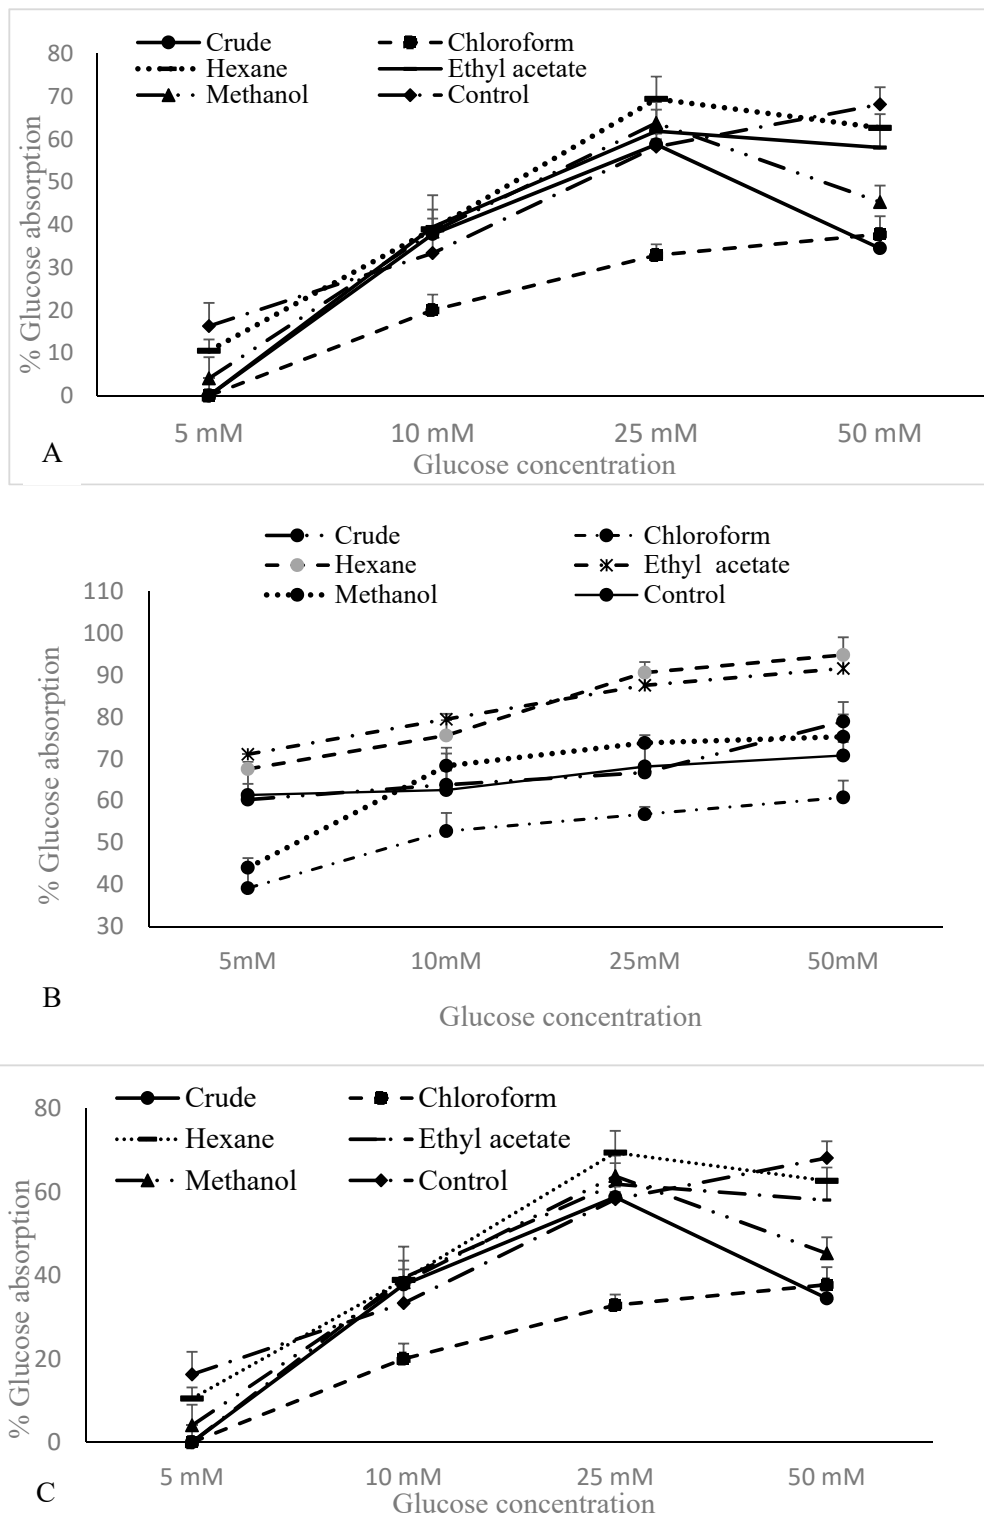 Crude Chloroform
Hexane Ethyl acetate
Methanol Control
80
70
60
50
40
30
20
10
0
% Glucose absorption
5 mM 10 mM 25 mM 50 mM
A
Glucose concentration
Crude Chloroform
Hexane Ethyl acetate
Methanol Control
110
100
90
80
70
60
50
40
30
% Glucose absorption
5mM 10mM 25mM 50mM
B
Glucose concentration
Crude Chloroform
Hexane Ethyl acetate
Methanol Control
80
60
40
20
0
% Glucose absorption
5 mM 10 mM 25 mM 50 mM
C
Glucose concentration